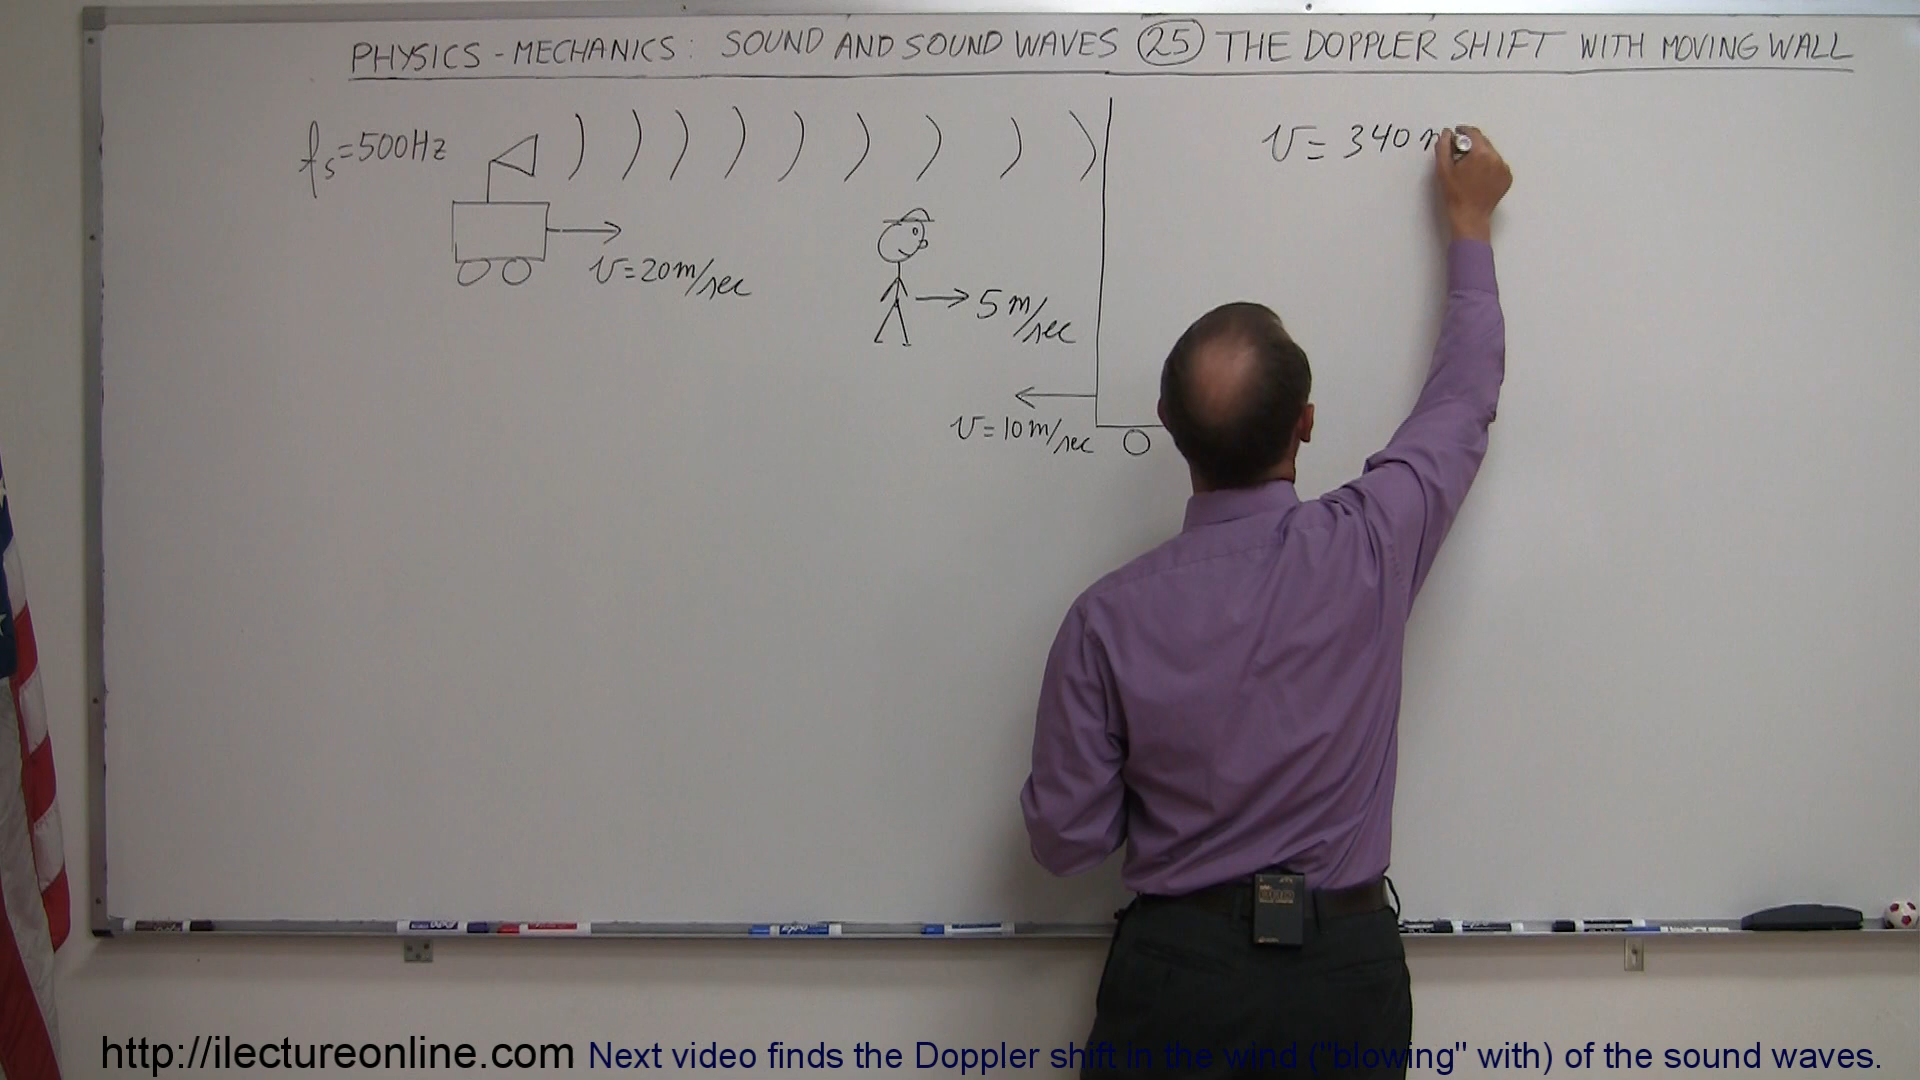 PHYSICS - MECHANICS: SOUND AND SOUND WAVES 25 THE DOPPLER SHIFT WITH MOVING WALL
fs=500Hz
v= 340 m
v=20m/sec
5 m/sec
v=10m/sec
http://ilectureonline.com Next video finds the Doppler shift in the wind ("blowing" with) of the sound waves.